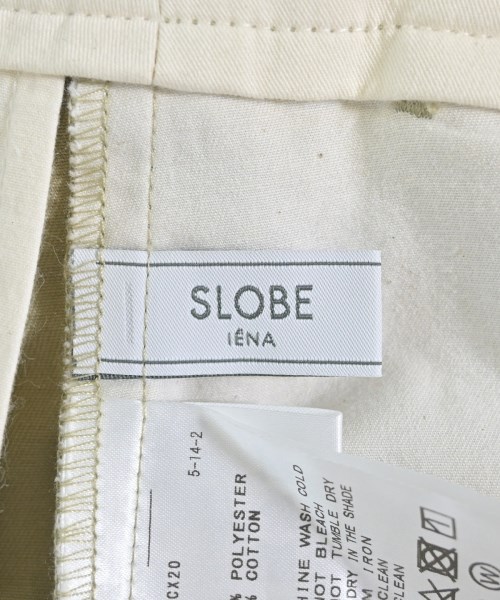 SLOBE
IÉNA
5-14-2
CX20
% POLYESTER
% COTTON
WASH COLD
NOT BLEACH
NOT TUMBLE DRY
DRY IN THE SHADE
IRON
CLEAN
CLEAN
W